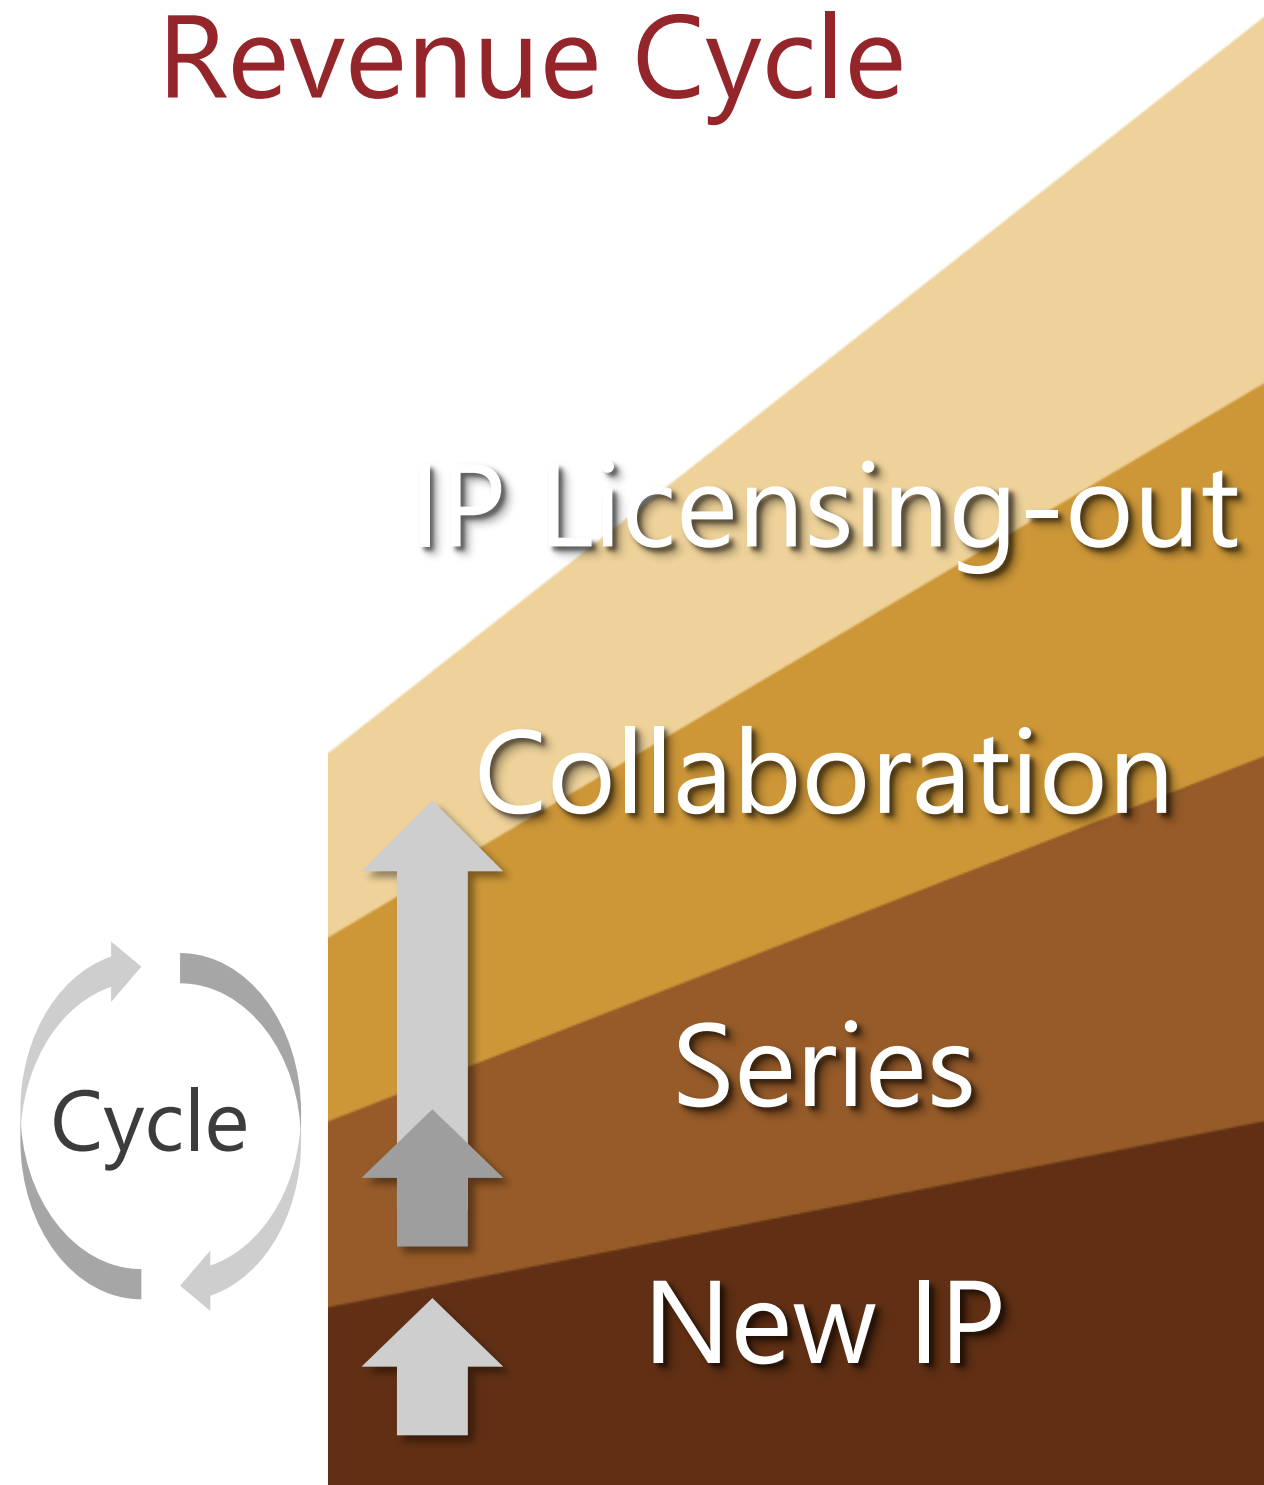 Revenue Cycle
IP Licensing-out
Collaboration
Series
Cycle
New IP